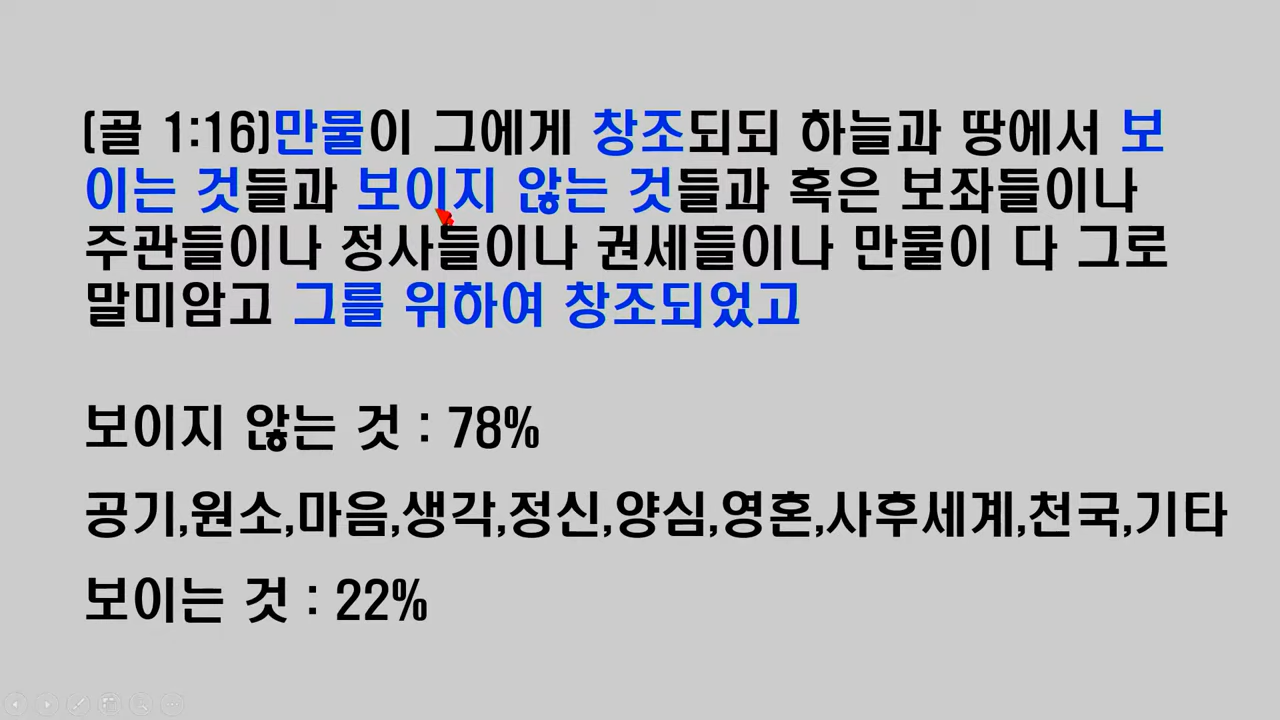 (골 1:16)만물이 그에게 창조되되 하늘과 땅에서 보
이는 것들과 보이지 않는 것들과 혹은 보좌들이나
주관들이나 정사들이나 권세들이나 만물이 다 그로
말미암고 그를 위하여 창조되었고
보이지 않는 것 : 78%
공기,원소,마음,생각,정신,양심,영혼,사후세계,천국,기타
보이는 것 : 22%